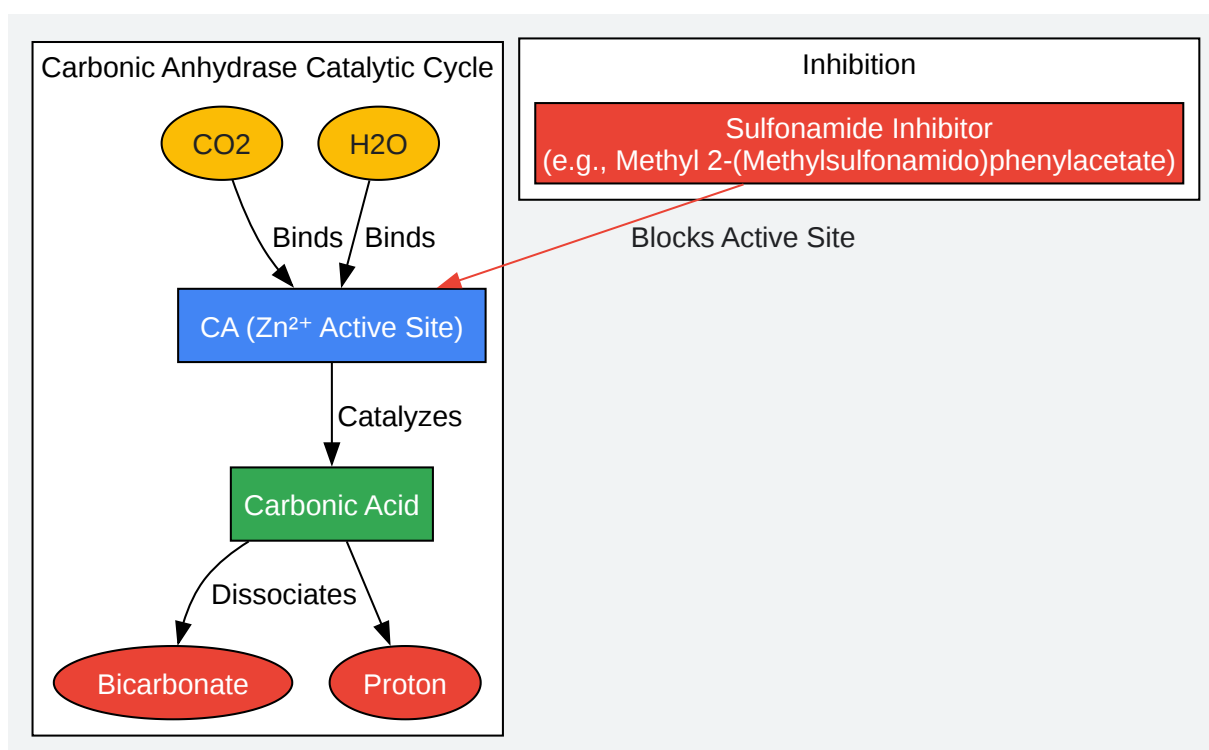 Carbonic Anhydrase Catalytic Cycle
CO2
H2O
Binds
Binds
CA (Zn²⁺ Active Site)
Catalyzes
Carbonic Acid
Dissociates
Bicarbonate
Proton
Inhibition
Sulfonamide Inhibitor
(e.g., Methyl 2-(Methylsulfonamido)phenylacetate)
Blocks Active Site